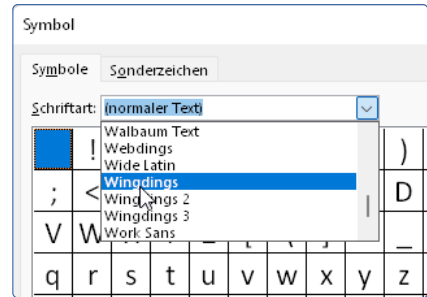 Symbol
Symbole Sonderzeichen
Schriftart: (normaler Text)
Walbaum Text
Webdings
Wide Latin
Wingdings
Wingdings 2
Wingdings 3
Work Sans
! )
; < D
V W _
q r s t u v w x y z